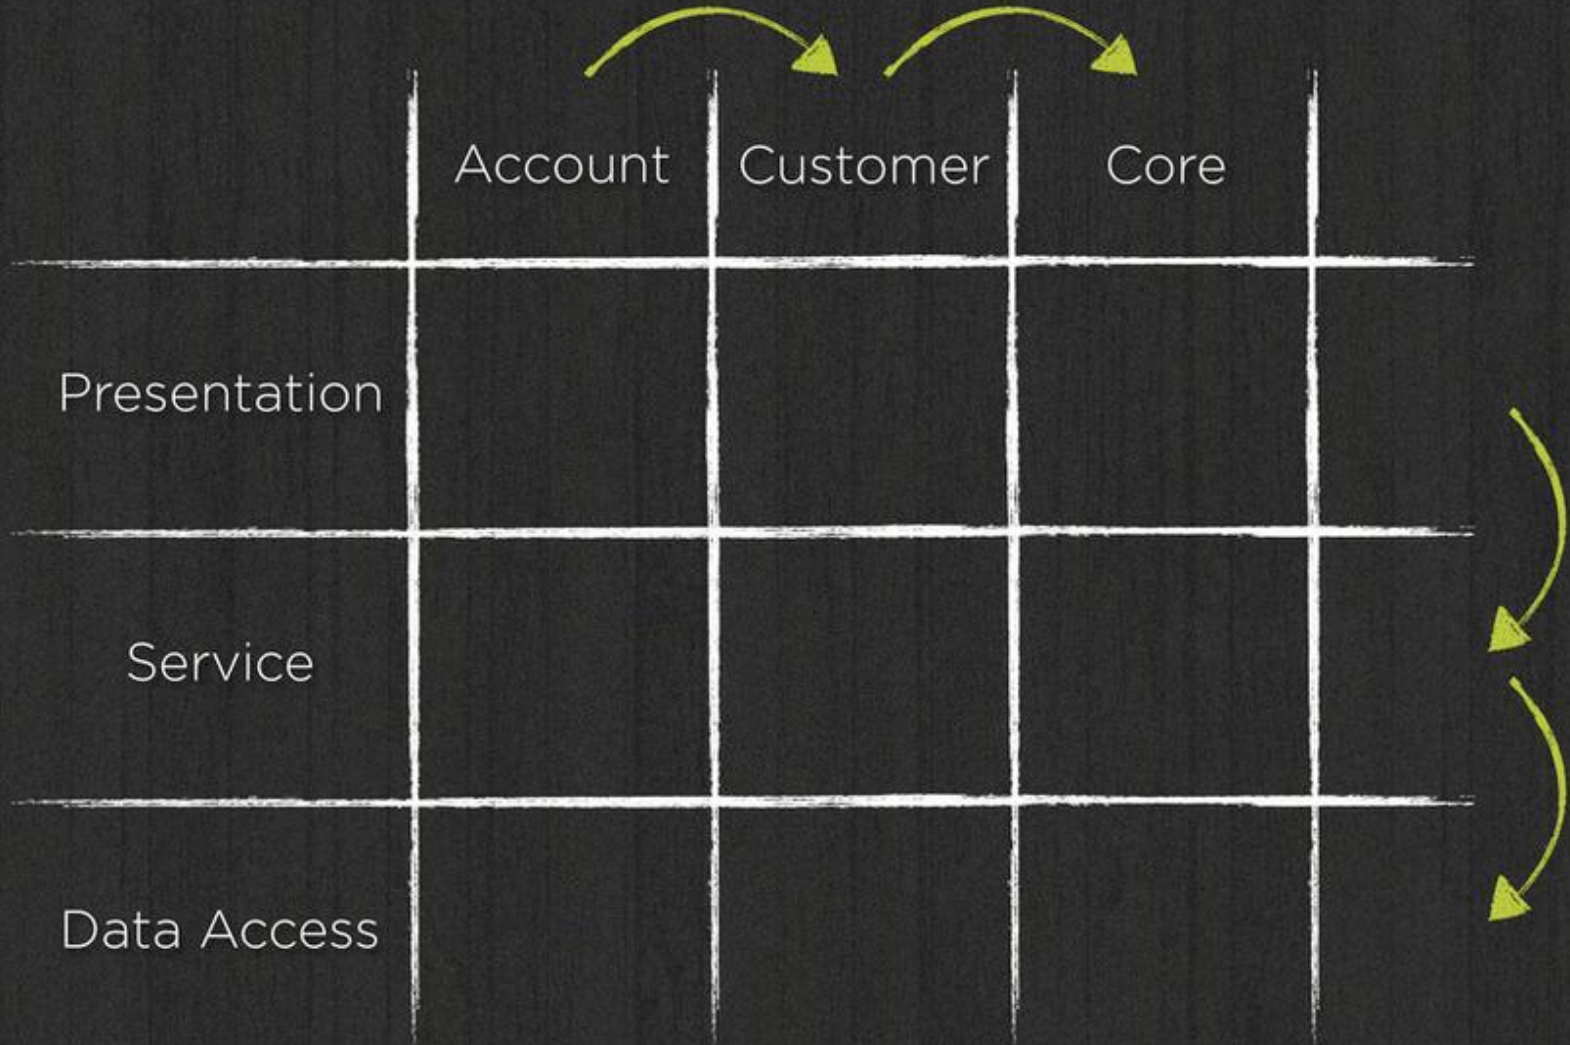 Account Customer Core
Presentation
Service
Data Access